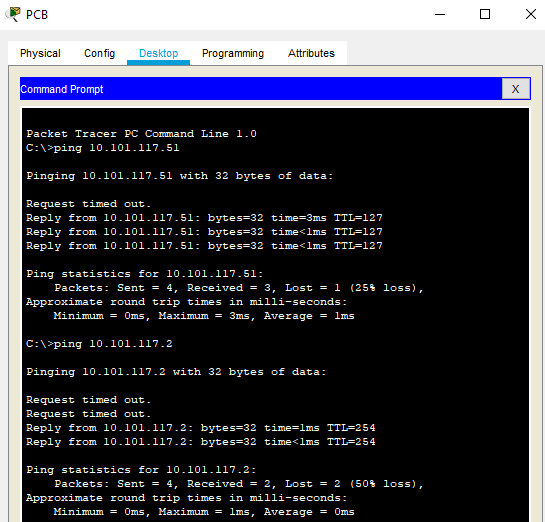 PCB
Physical Config Desktop Programming Attributes
Command Prompt X
Packet Tracer PC Command Line 1.0
C:\>ping 10.101.117.51
Pinging 10.101.117.51 with 32 bytes of data:
Request timed out.
Reply from 10.101.117.51: bytes=32 time=3ms TTL=127
Reply from 10.101.117.51: bytes=32 time<1ms TTL=127
Reply from 10.101.117.51: bytes=32 time<1ms TTL=127
Ping statistics for 10.101.117.51:
    Packets: Sent = 4, Received = 3, Lost = 1 (25% loss),
Approximate round trip times in milli-seconds:
    Minimum = 0ms, Maximum = 3ms, Average = 1ms
C:\>ping 10.101.117.2
Pinging 10.101.117.2 with 32 bytes of data:
Request timed out.
Request timed out.
Reply from 10.101.117.2: bytes=32 time=1ms TTL=254
Reply from 10.101.117.2: bytes=32 time<1ms TTL=254
Ping statistics for 10.101.117.2:
    Packets: Sent = 4, Received = 2, Lost = 2 (50% loss),
Approximate round trip times in milli-seconds:
    Minimum = 0ms, Maximum = 1ms, Average = 0ms